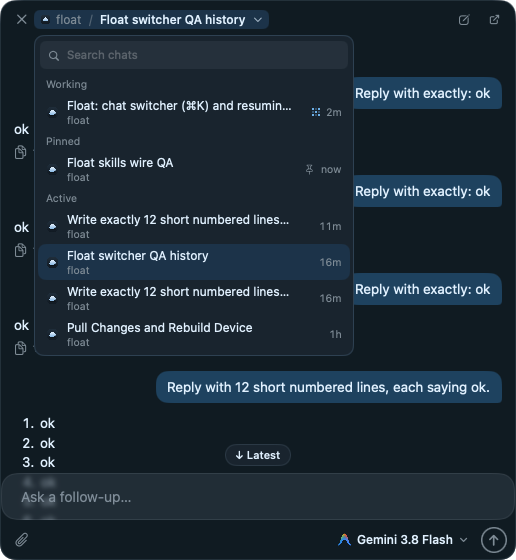 float / Float switcher QA history
Search chats
Working
Float: chat switcher (⌘K) and resumin...
float
2m
Pinned
Float skills wire QA
float
now
Active
Write exactly 12 short numbered lines...
float
11m
Float switcher QA history
float
16m
Write exactly 12 short numbered lines...
float
16m
Pull Changes and Rebuild Device
float
1h
Reply with exactly: ok
ok
Reply with exactly: ok
ok
Reply with exactly: ok
ok
Reply with 12 short numbered lines, each saying ok.
1. ok
2. ok
3. ok
↓ Latest
Ask a follow-up...
Gemini 3.8 Flash